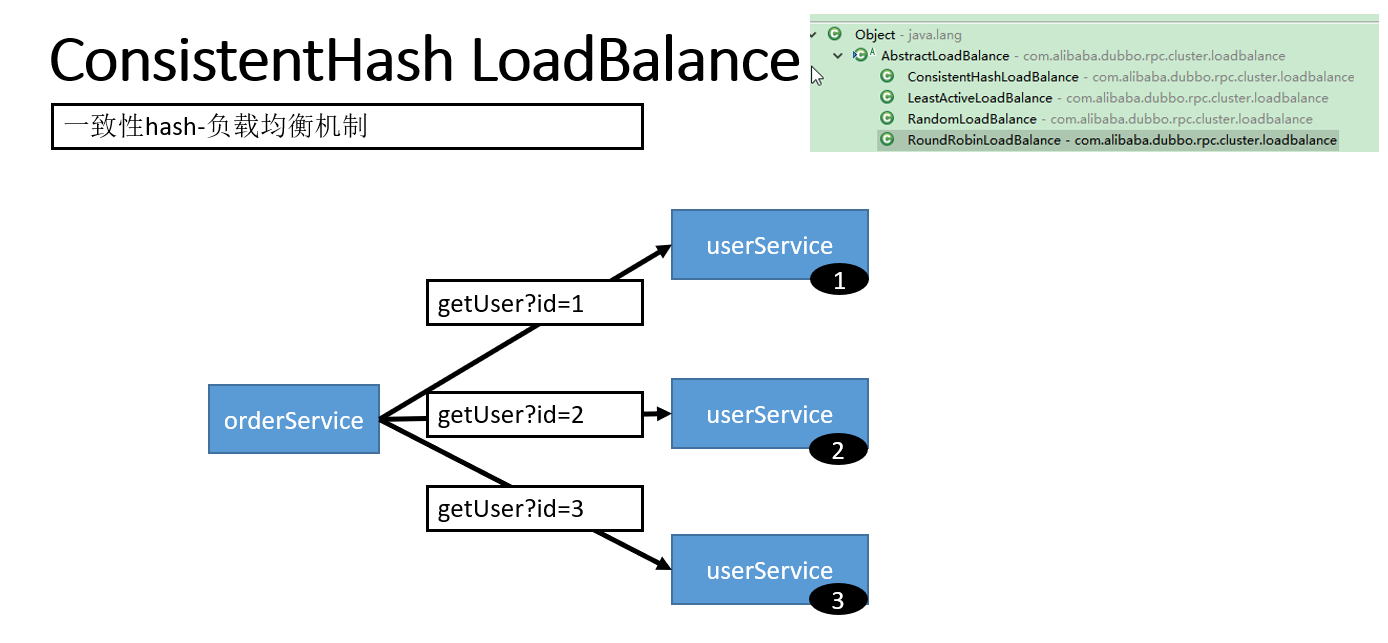 ConsistentHash LoadBalance
一致性hash-负载均衡机制
Object - java.lang
AbstractLoadBalance - com.alibaba.dubbo.rpc.cluster.loadbalance
ConsistentHashLoadBalance - com.alibaba.dubbo.rpc.cluster.loadbalance
LeastActiveLoadBalance - com.alibaba.dubbo.rpc.cluster.loadbalance
RandomLoadBalance - com.alibaba.dubbo.rpc.cluster.loadbalance
RoundRobinLoadBalance - com.alibaba.dubbo.rpc.cluster.loadbalance
userService
1
getUser?id=1
orderService
getUser?id=2
userService
2
getUser?id=3
userService
3